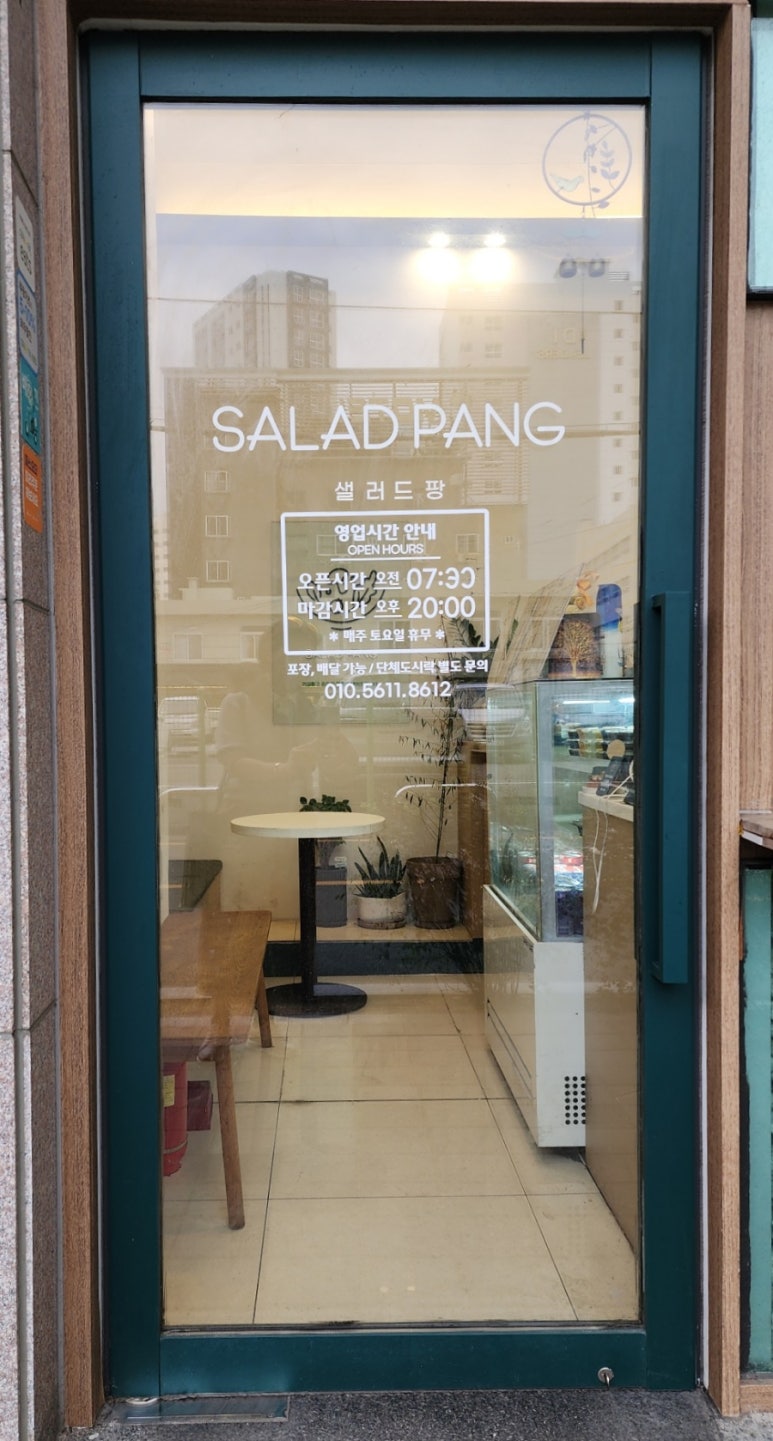 SALAD PANG
샐러드팡
영업시간 안내
OPEN HOURS
오픈시간 오전 07:30
마감시간 오후 20:00
* 매주 토요일 휴무 *
포장, 배달 가능 / 단체도시락 별도 문의
010.5611.8612